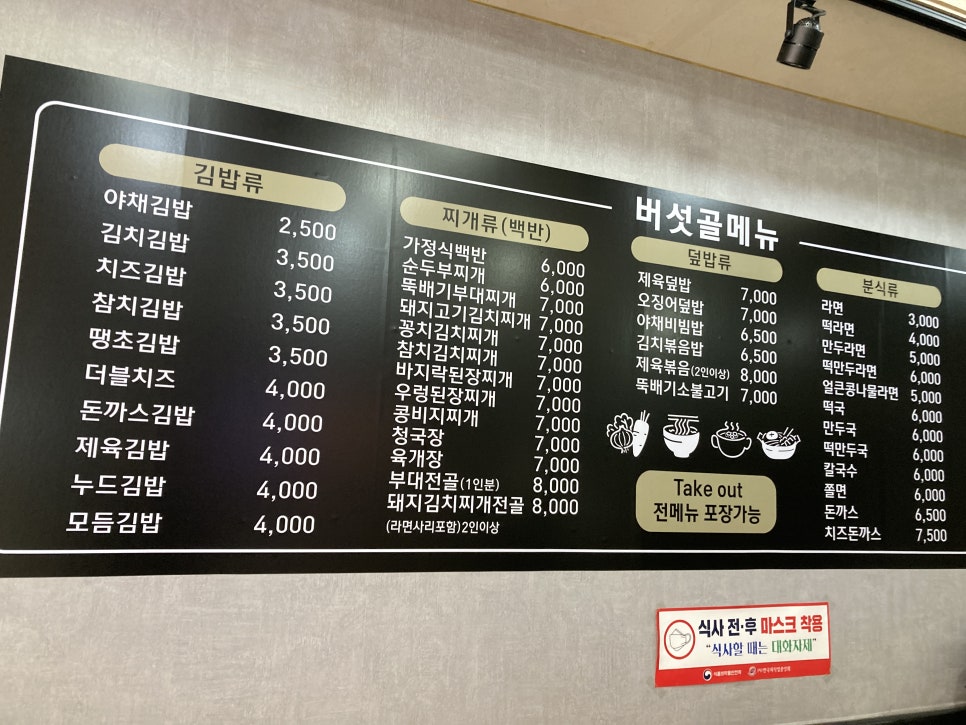 버섯골메뉴
김밥류
야채김밥 2,500
김치김밥 3,500
치즈김밥 3,500
참치김밥 3,500
땡초김밥 3,500
더블치즈 4,000
돈까스김밥 4,000
제육김밥 4,000
누드김밥 4,000
모듬김밥 4,000
찌개류(백반)
가정식백반 6,000
순두부찌개 6,000
뚝배기부대찌개 7,000
돼지고기김치찌개 7,000
꽁치김치찌개 7,000
참치김치찌개 7,000
바지락된장찌개 7,000
우렁된장찌개 7,000
콩비지찌개 7,000
청국장 7,000
육개장 7,000
부대전골(1인분) 8,000
돼지김치찌개전골 8,000
(라면사리포함)2인이상
덮밥류
제육덮밥 7,000
오징어덮밥 7,000
야채비빔밥 6,500
김치볶음밥 6,500
제육볶음(2인이상) 8,000
뚝배기소불고기 7,000
Take out
전메뉴 포장가능
분식류
라면 3,000
떡라면 4,000
만두라면 5,000
떡만두라면 6,000
얼큰콩나물라면 5,000
떡국 6,000
만두국 6,000
떡만두국 6,000
칼국수 6,000
쫄면 6,000
돈까스 6,500
치즈돈까스 7,500
식사 전·후 마스크 착용
"식사할 때는 대화자제"